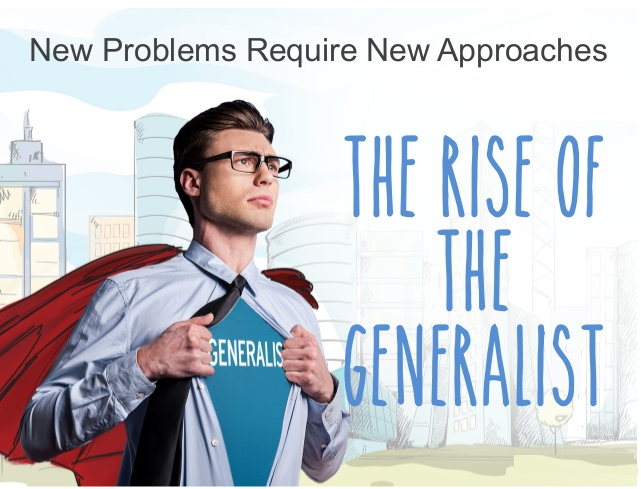 New Problems Require New Approaches
THE RISE OF
THE
GENERALIST
GENERALIS